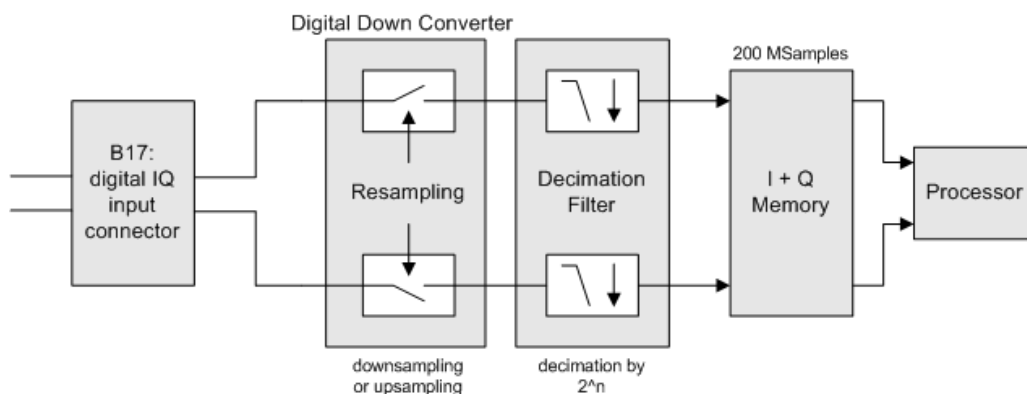 Digital Down Converter
200 MSamples
B17:
digital IQ
input
connector
Resampling
Decimation
Filter
I + Q
Memory
Processor
downsampling
or upsampling
decimation by
2^n